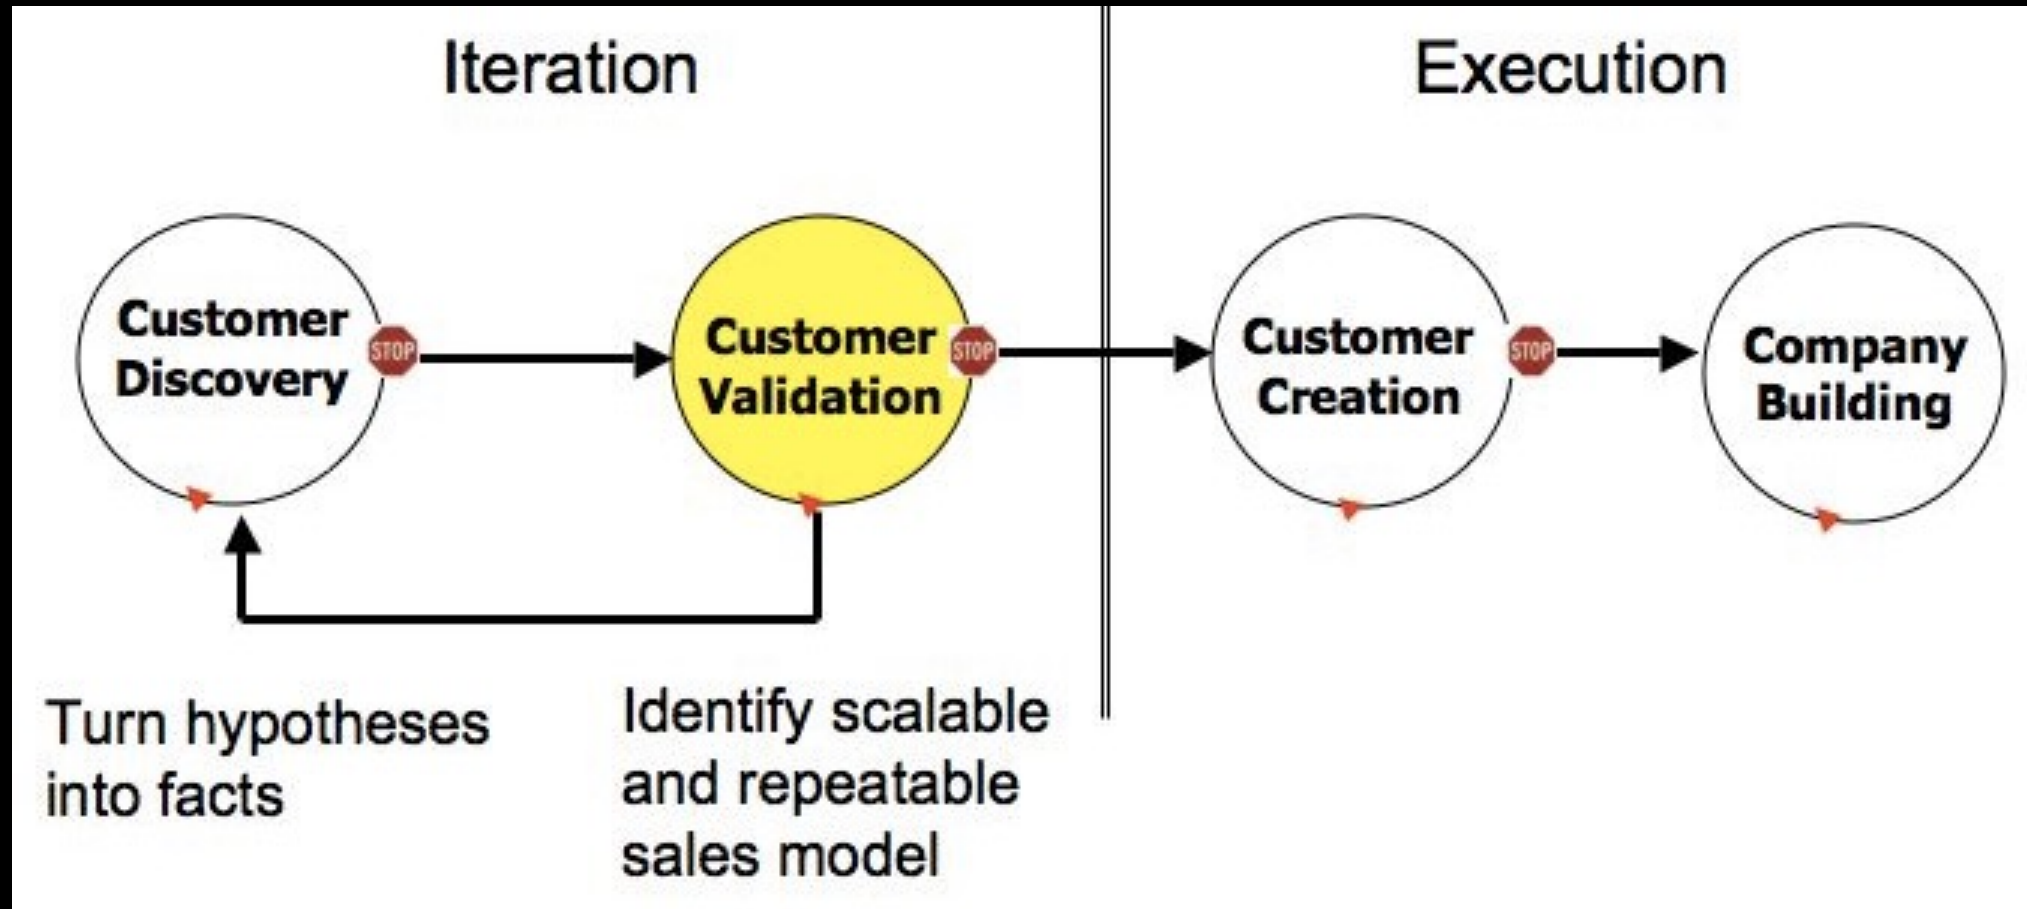 Iteration
Execution
Customer
Discovery
STOP
Customer
Validation
STOP
Customer
Creation
STOP
Company
Building
Turn hypotheses
into facts
Identify scalable
and repeatable
sales model